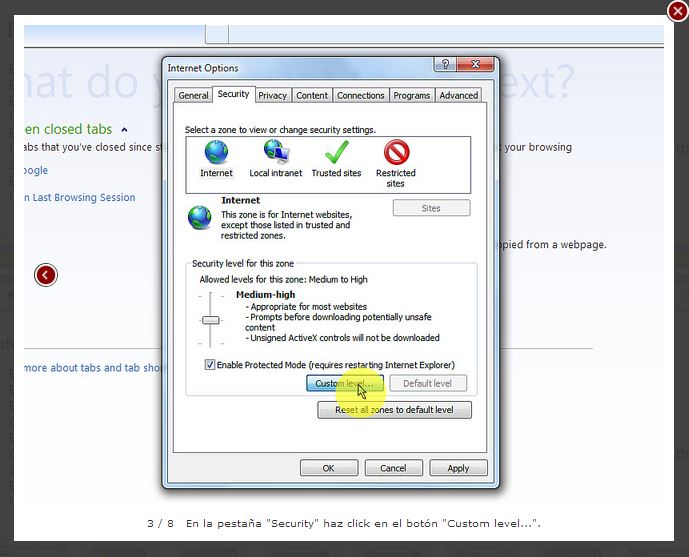 hat do y
ext?
Internet Options
General Security Privacy Content Connections Programs Advanced
en closed tabs
Select a zone to view or change security settings.
abs that you've closed since st
your browsing
Internet Local intranet Trusted sites Restricted sites
oogle
n Last Browsing Session
Internet
This zone is for Internet websites,
except those listed in trusted and
restricted zones.
Sites
opied from a webpage.
Security level for this zone
Allowed levels for this zone: Medium to High
Medium-high
- Appropriate for most websites
- Prompts before downloading potentially unsafe
content
- Unsigned ActiveX controls will not be downloaded
more about tabs and tab shor
Enable Protected Mode (requires restarting Internet Explorer)
Custom level... Default level
Reset all zones to default level
OK Cancel Apply
3 / 8 En la pestaña "Security" haz click en el botón "Custom level...".